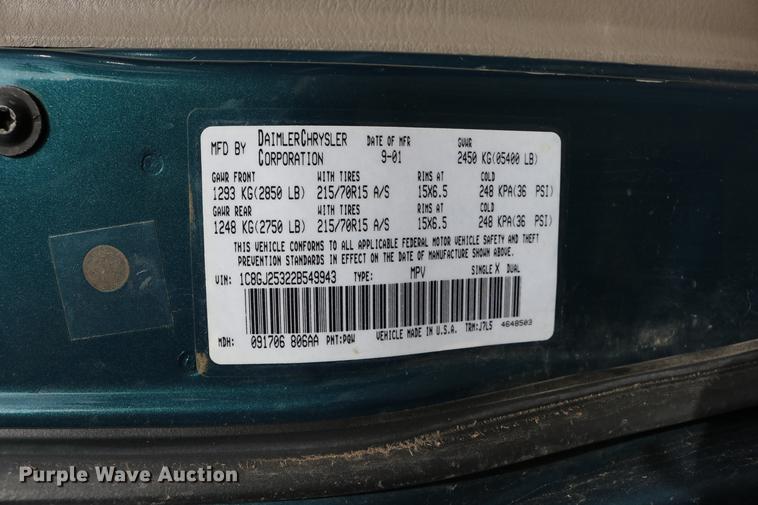 MFD BY DAIMLERCHRYSLER CORPORATION DATE OF MFR 9-01 GVWR 2450 KG(05400 LB)
GAWR FRONT WITH TIRES RIMS AT COLD
1293 KG(2850 LB) 215/70R15 A/S 15X6.5 248 KPA(36 PSI)
GAWR REAR WITH TIRES RIMS AT COLD
1248 KG(2750 LB) 215/70R15 A/S 15X6.5 248 KPA(36 PSI)
THIS VEHICLE CONFORMS TO ALL APPLICABLE FEDERAL MOTOR VEHICLE SAFETY AND THEFT
PREVENTION STANDARDS IN EFFECT ON THE DATE OF MANUFACTURE SHOWN ABOVE.
VIN: 1C8GJ25322B549943 TYPE: MPV SINGLE X DUAL
MDH: 091706 806AA PNT:PQW VEHICLE MADE IN U.S.A. TRM:J7L5 4648503
Purple Wave Auction